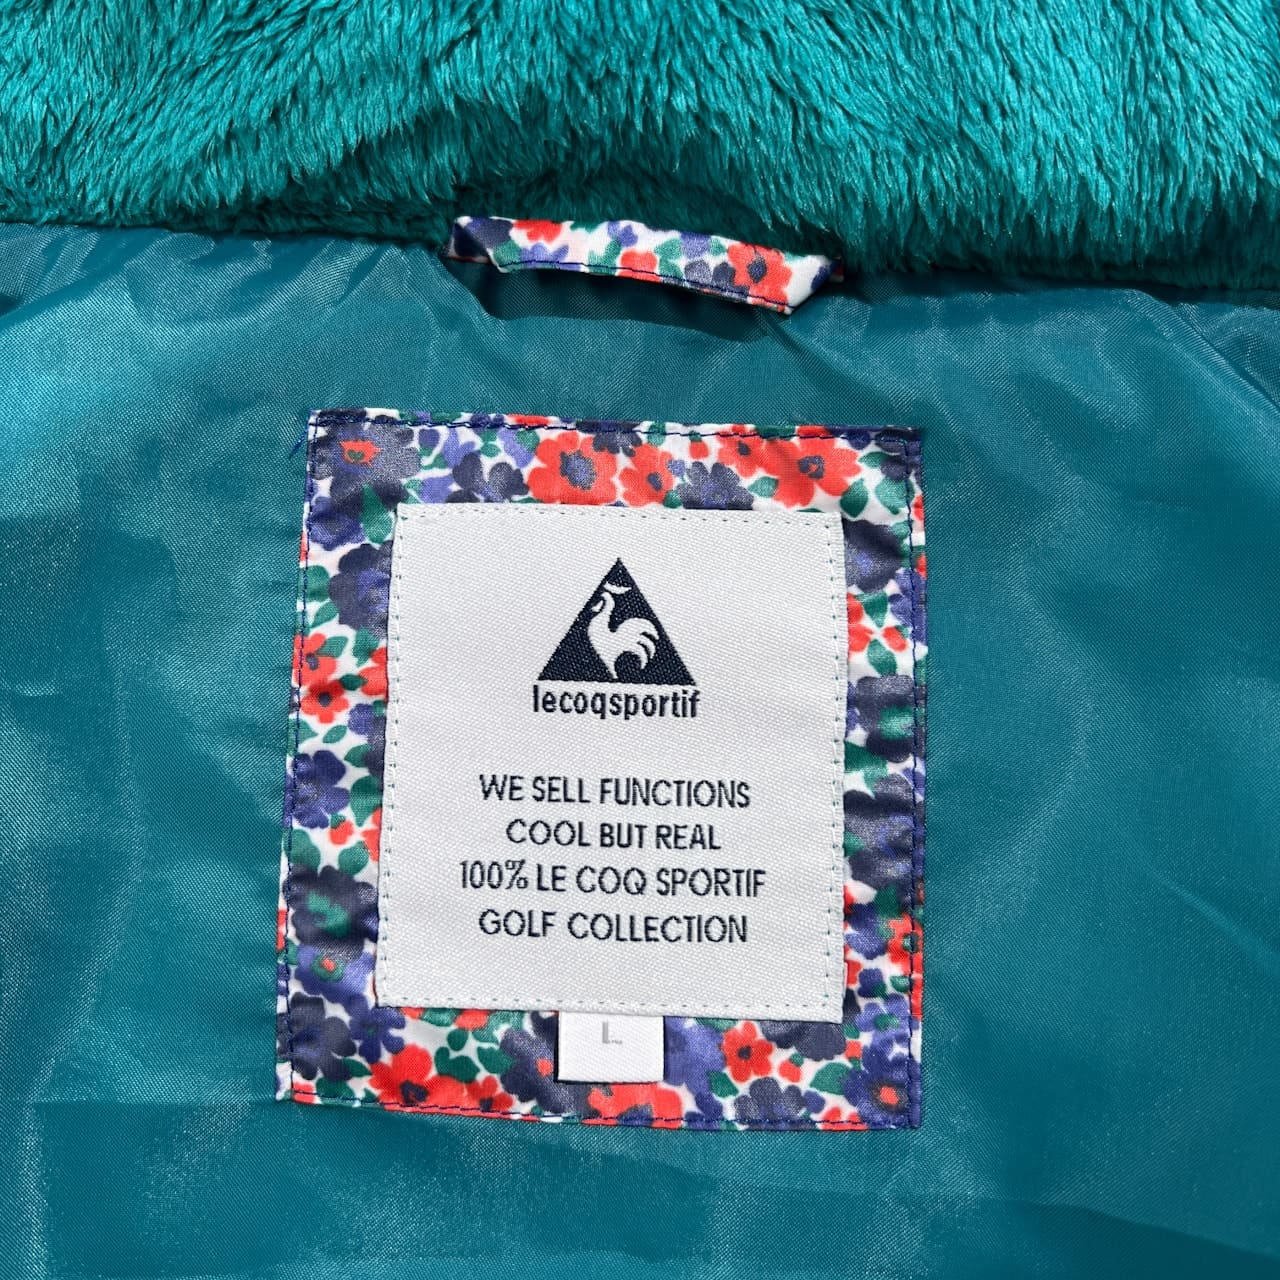 lecoqsportif
WE SELL FUNCTIONS
COOL BUT REAL
100% LE COQ SPORTIF
GOLF COLLECTION
L